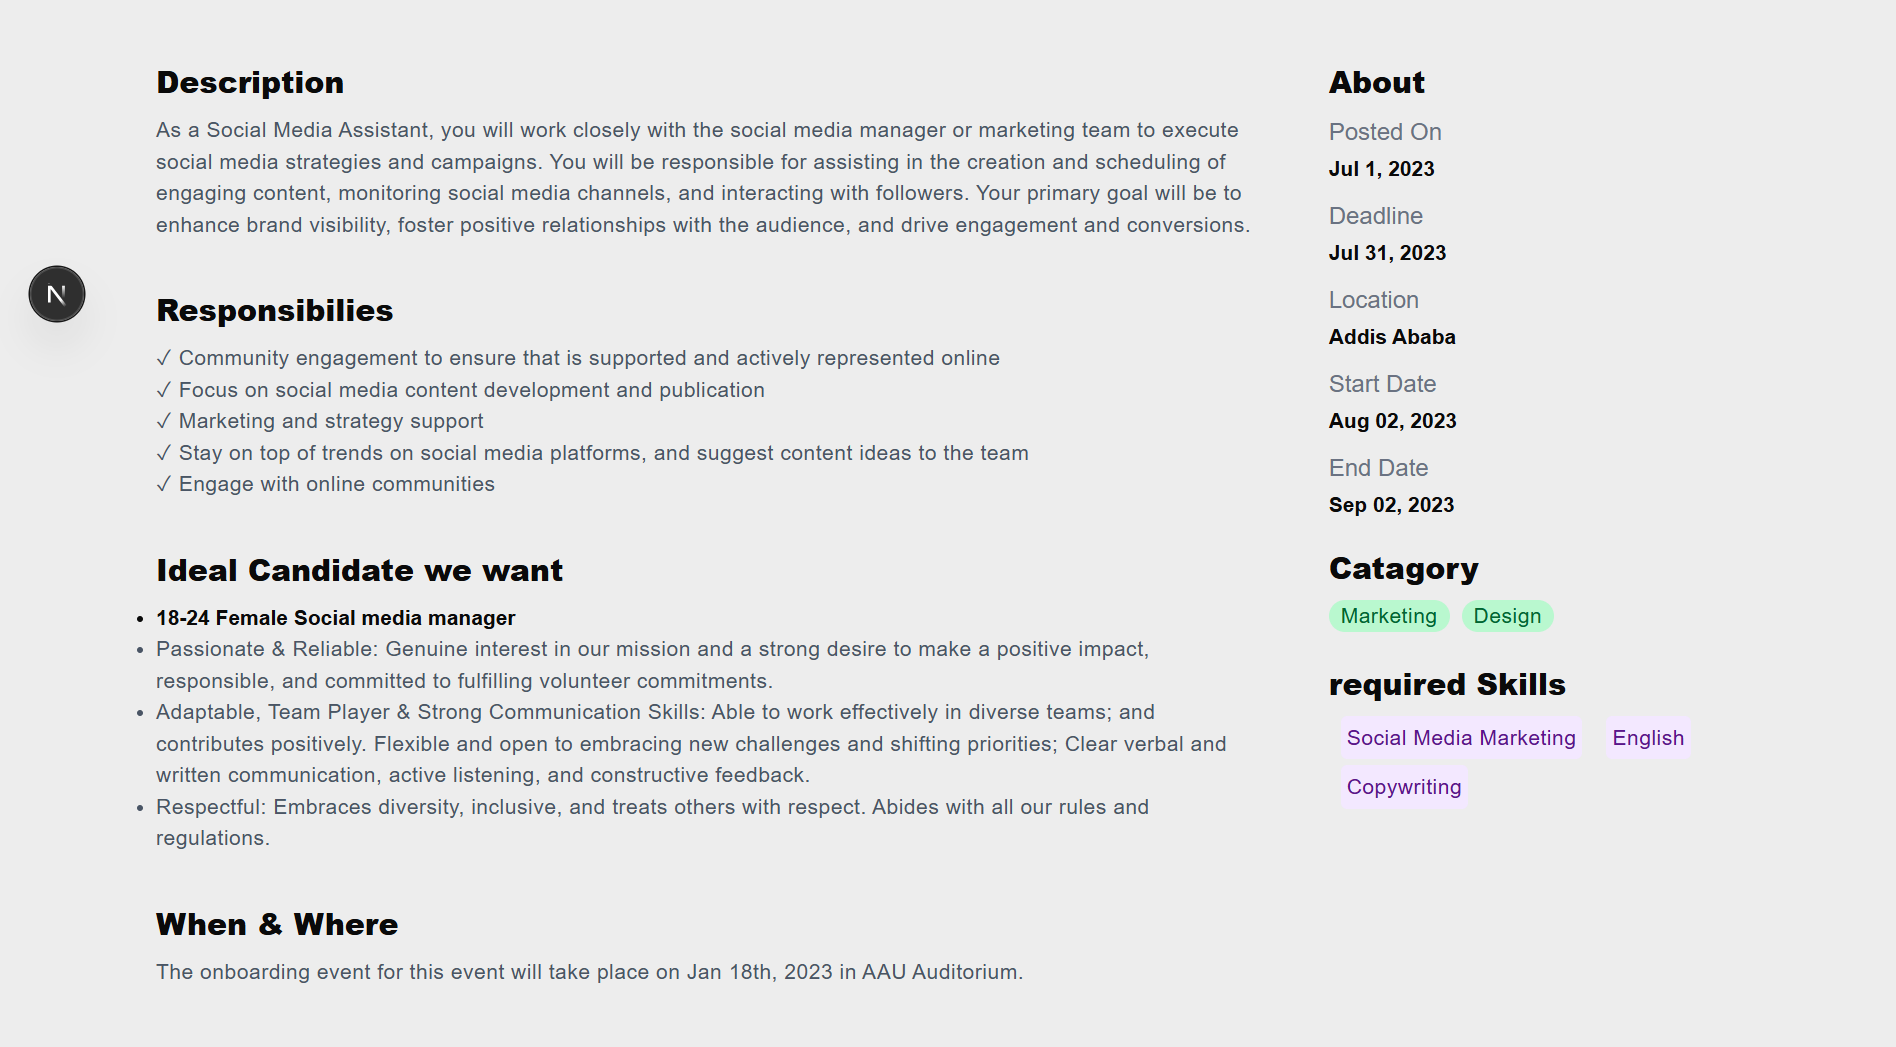 Description
As a Social Media Assistant, you will work closely with the social media manager or marketing team to execute
social media strategies and campaigns. You will be responsible for assisting in the creation and scheduling of
engaging content, monitoring social media channels, and interacting with followers. Your primary goal will be to
enhance brand visibility, foster positive relationships with the audience, and drive engagement and conversions.
N
Responsibilies
✓ Community engagement to ensure that is supported and actively represented online
✓ Focus on social media content development and publication
✓ Marketing and strategy support
✓ Stay on top of trends on social media platforms, and suggest content ideas to the team
✓ Engage with online communities
Ideal Candidate we want
• 18-24 Female Social media manager
• Passionate & Reliable: Genuine interest in our mission and a strong desire to make a positive impact,
responsible, and committed to fulfilling volunteer commitments.
• Adaptable, Team Player & Strong Communication Skills: Able to work effectively in diverse teams; and
contributes positively. Flexible and open to embracing new challenges and shifting priorities; Clear verbal and
written communication, active listening, and constructive feedback.
• Respectful: Embraces diversity, inclusive, and treats others with respect. Abides with all our rules and
regulations.
When & Where
The onboarding event for this event will take place on Jan 18th, 2023 in AAU Auditorium.
About
Posted On
Jul 1, 2023
Deadline
Jul 31, 2023
Location
Addis Ababa
Start Date
Aug 02, 2023
End Date
Sep 02, 2023
Catagory
Marketing Design
required Skills
Social Media Marketing English
Copywriting